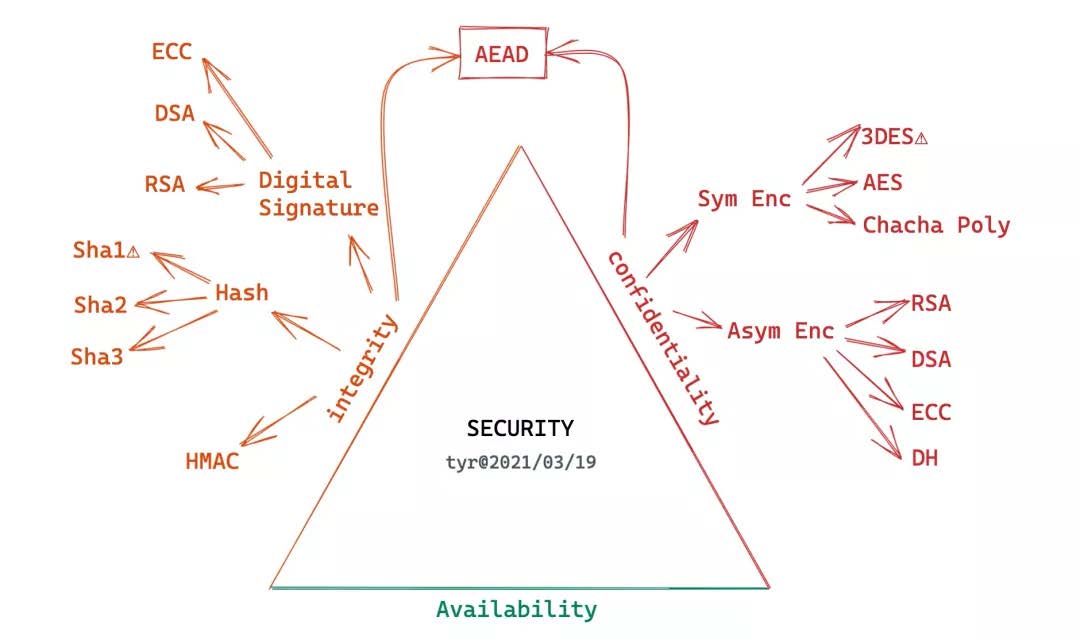 AEAD
ECC
DSA
RSA
Digital
Signature
Sha1⚠
Sha2
Sha3
Hash
HMAC
integrity
confidentiality
Sym Enc
3DES⚠
AES
Chacha Poly
Asym Enc
RSA
DSA
ECC
DH
SECURITY
tyr@2021/03/19
Availability